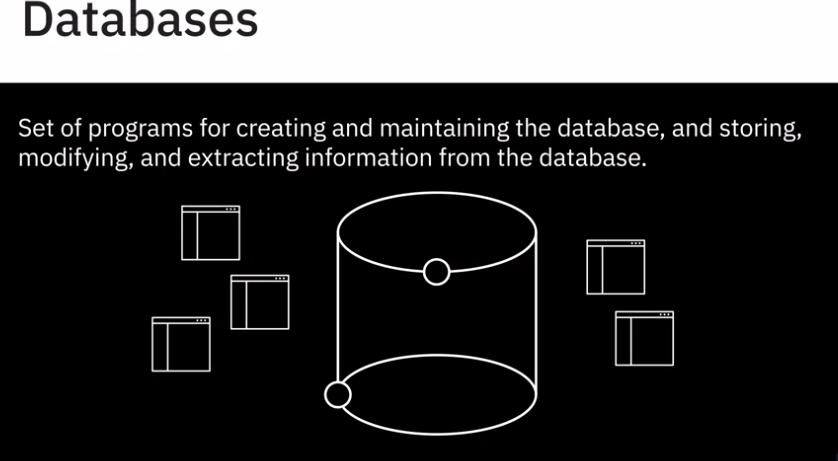 Databases
Set of programs for creating and maintaining the database, and storing,
modifying, and extracting information from the database.